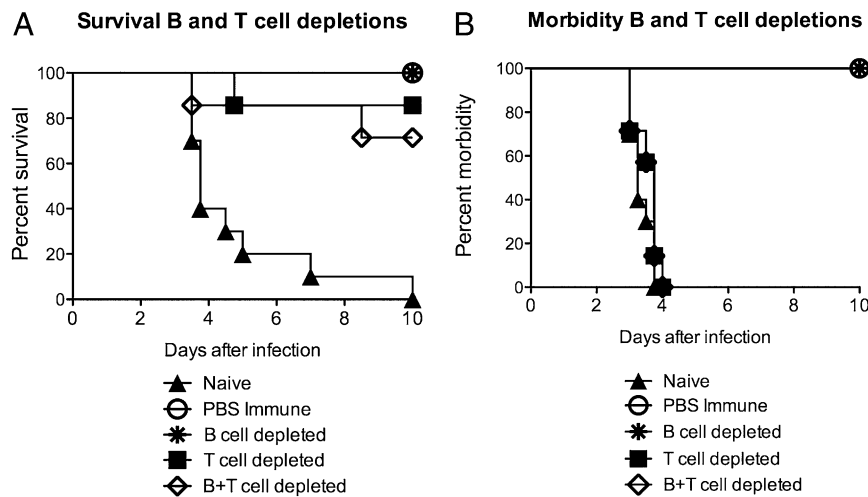 A
Survival B and T cell depletions
Percent survival
100
80
60
40
20
0
0 2 4 6 8 10
Days after infection
Naive
PBS Immune
B cell depleted
T cell depleted
B+T cell depleted
B
Morbidity B and T cell depletions
Percent morbidity
100
80
60
40
20
0
0 2 4 6 8 10
Days after infection
Naive
PBS Immune
B cell depleted
T cell depleted
B+T cell depleted